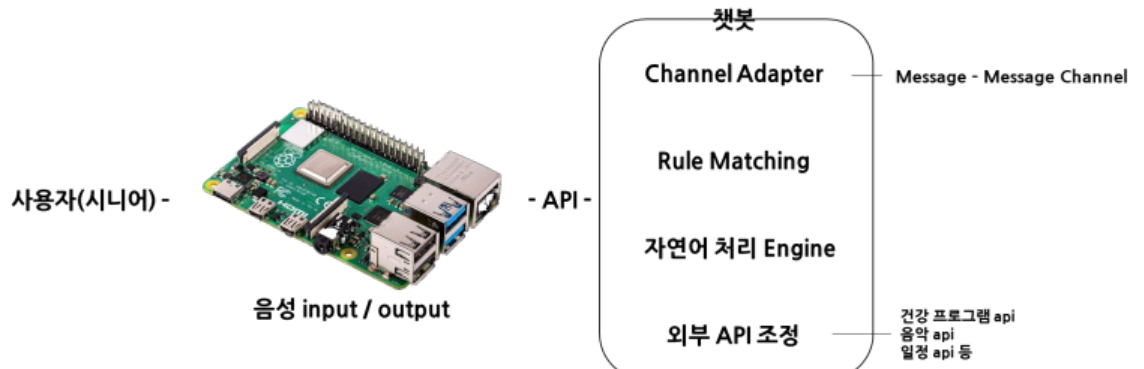 챗봇
Channel Adapter
Message - Message Channel
Rule Matching
사용자(시니어) -
- API -
자연어 처리 Engine
음성 input / output
외부 API 조정
건강 프로그램 api
음악 api
일정 api 등